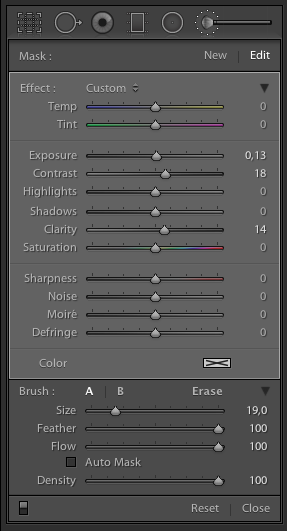 Mask : New Edit
Effect : Custom
Temp 0
Tint 0
Exposure 0,13
Contrast 18
Highlights 0
Shadows 0
Clarity 14
Saturation 0
Sharpness 0
Noise 0
Moiré 0
Defringe 0
Color
Brush : A B Erase
Size 19,0
Feather 100
Flow 100
Auto Mask
Density 100
Reset Close